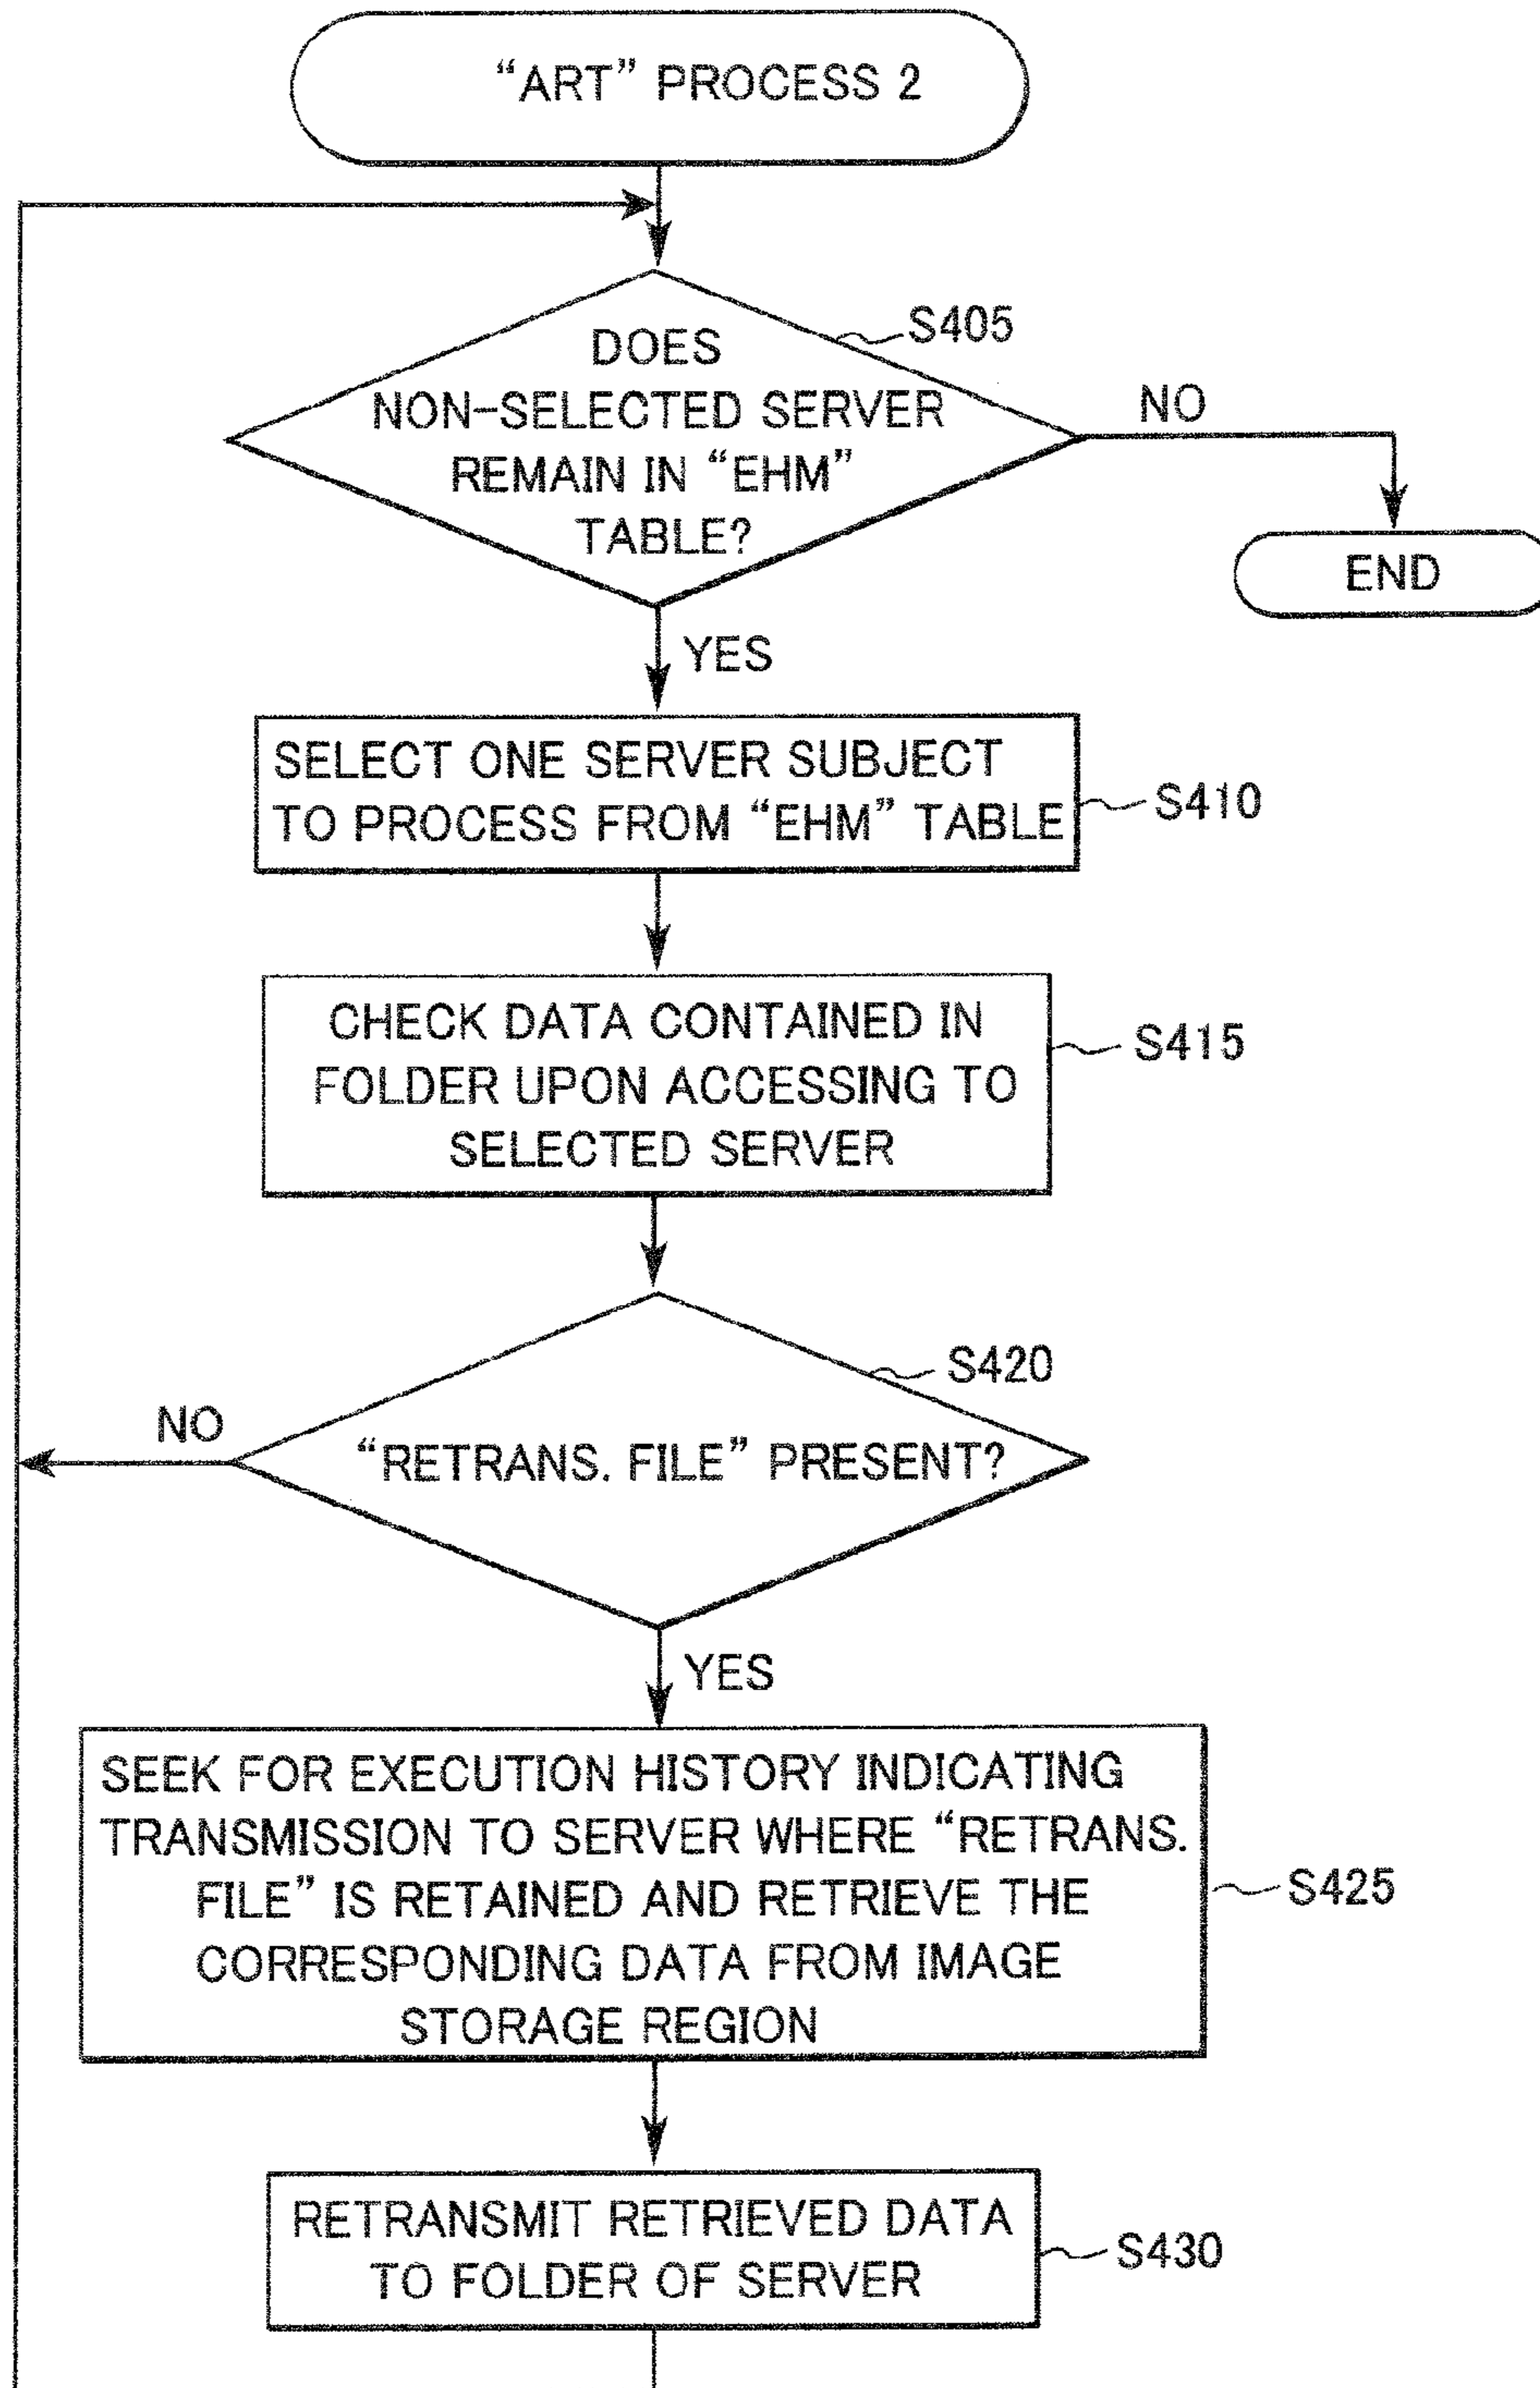 “ART” PROCESS 2
S405
DOES
NON-SELECTED SERVER
REMAIN IN “EHM”
TABLE?
NO
END
YES
SELECT ONE SERVER SUBJECT
TO PROCESS FROM “EHM” TABLE
S410
CHECK DATA CONTAINED IN
FOLDER UPON ACCESSING TO
SELECTED SERVER
S415
S420
NO
“RETRANS. FILE” PRESENT?
YES
SEEK FOR EXECUTION HISTORY INDICATING
TRANSMISSION TO SERVER WHERE “RETRANS.
FILE” IS RETAINED AND RETRIEVE THE
CORRESPONDING DATA FROM IMAGE
STORAGE REGION
S425
RETRANSMIT RETRIEVED DATA
TO FOLDER OF SERVER
S430